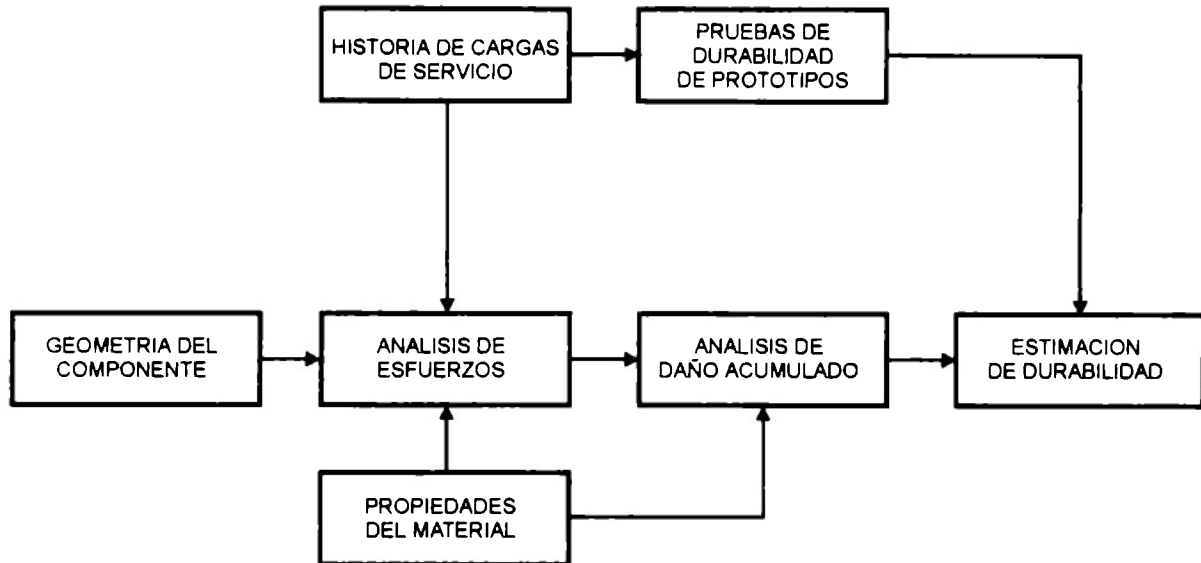 HISTORIA DE CARGAS
DE SERVICIO
PRUEBAS DE
DURABILIDAD
DE PROTOTIPOS
GEOMETRIA DEL
COMPONENTE
ANALISIS DE
ESFUERZOS
ANALISIS DE
DAÑO ACUMULADO
ESTIMACION
DE DURABILIDAD
PROPIEDADES
DEL MATERIAL